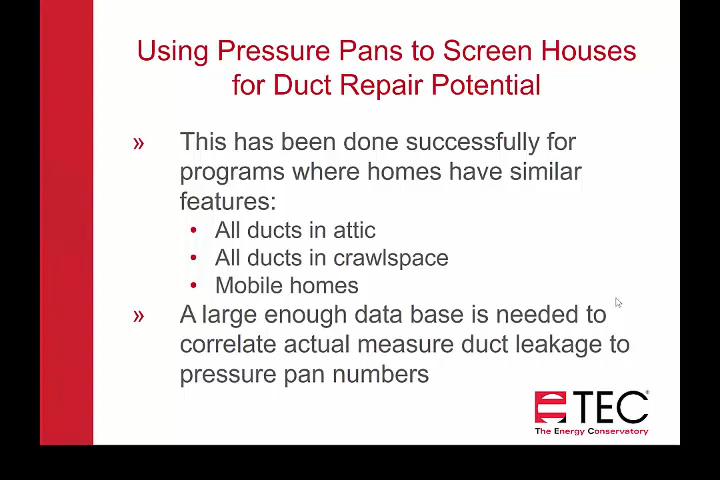 Using Pressure Pans to Screen Houses
for Duct Repair Potential
» This has been done successfully for
programs where homes have similar
features:
• All ducts in attic
• All ducts in crawlspace
• Mobile homes
» A large enough data base is needed to
correlate actual measure duct leakage to
pressure pan numbers
TEC®
The Energy Conservatory